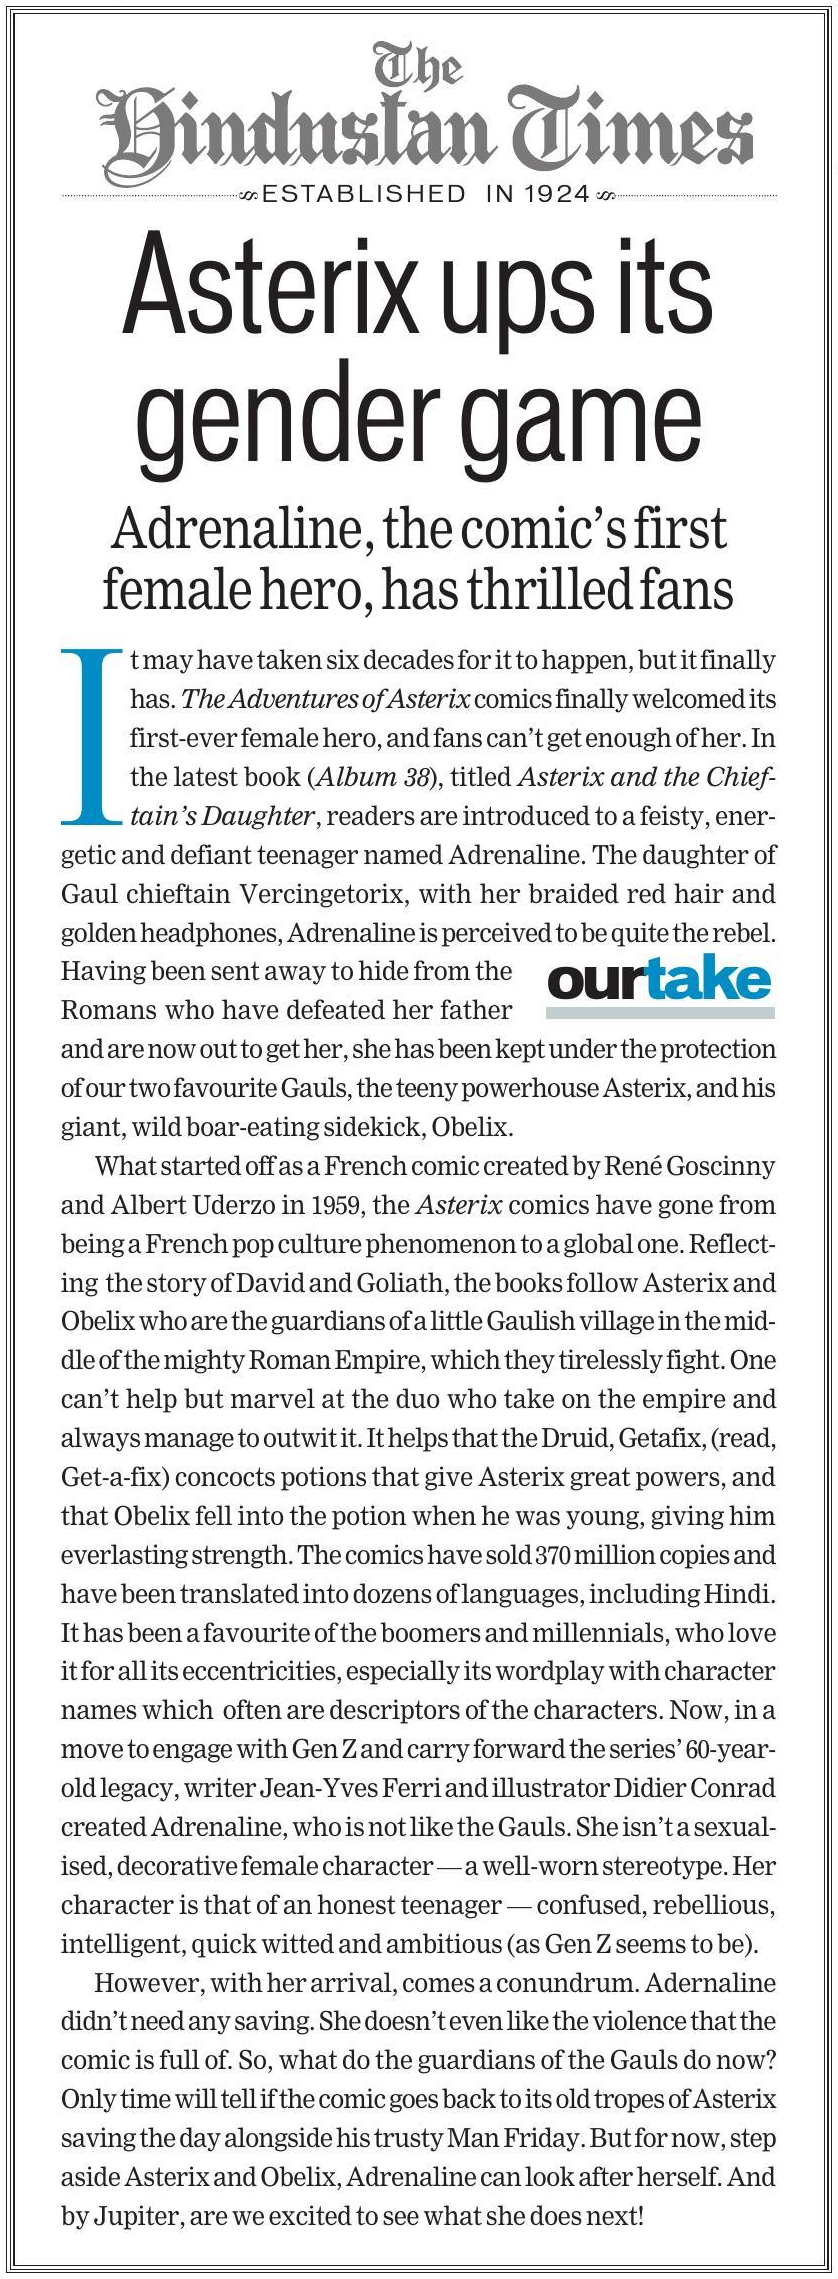 The
Hindustan Times
ESTABLISHED IN 1924
Asterix ups its
gender game
Adrenaline, the comic's first
female hero, has thrilled fans
It may have taken six decades for it to happen, but it finally
has. The Adventures of Asterix comics finally welcomed its
first-ever female hero, and fans can't get enough of her. In
the latest book (Album 38), titled Asterix and the Chief-
tain's Daughter, readers are introduced to a feisty, ener-
getic and defiant teenager named Adrenaline. The daughter of
Gaul chieftain Vercingetorix, with her braided red hair and
golden headphones, Adrenaline is perceived to be quite the rebel.
Having been sent away to hide from the
Romans who have defeated her father
ourtake
and are now out to get her, she has been kept under the protection
of our two favourite Gauls, the teeny powerhouse Asterix, and his
giant, wild boar-eating sidekick, Obelix.
What started off as a French comic created by René Goscinny
and Albert Uderzo in 1959, the Asterix comics have gone from
being a French pop culture phenomenon to a global one. Reflect-
ing the story of David and Goliath, the books follow Asterix and
Obelix who are the guardians of a little Gaulish village in the mid-
dle of the mighty Roman Empire, which they tirelessly fight. One
can't help but marvel at the duo who take on the empire and
always manage to outwit it. It helps that the Druid, Getafix, (read,
Get-a-fix) concocts potions that give Asterix great powers, and
that Obelix fell into the potion when he was young, giving him
everlasting strength. The comics have sold 370 million copies and
have been translated into dozens of languages, including Hindi.
It has been a favourite of the boomers and millennials, who love
it for all its eccentricities, especially its wordplay with character
names which often are descriptors of the characters. Now, in a
move to engage with Gen Z and carry forward the series' 60-year-
old legacy, writer Jean-Yves Ferri and illustrator Didier Conrad
created Adrenaline, who is not like the Gauls. She isn't a sexual-
ised, decorative female character — a well-worn stereotype. Her
character is that of an honest teenager — confused, rebellious,
intelligent, quick witted and ambitious (as Gen Z seems to be).
However, with her arrival, comes a conundrum. Adernaline
didn't need any saving. She doesn't even like the violence that the
comic is full of. So, what do the guardians of the Gauls do now?
Only time will tell if the comic goes back to its old tropes of Asterix
saving the day alongside his trusty Man Friday. But for now, step
aside Asterix and Obelix, Adrenaline can look after herself. And
by Jupiter, are we excited to see what she does next!